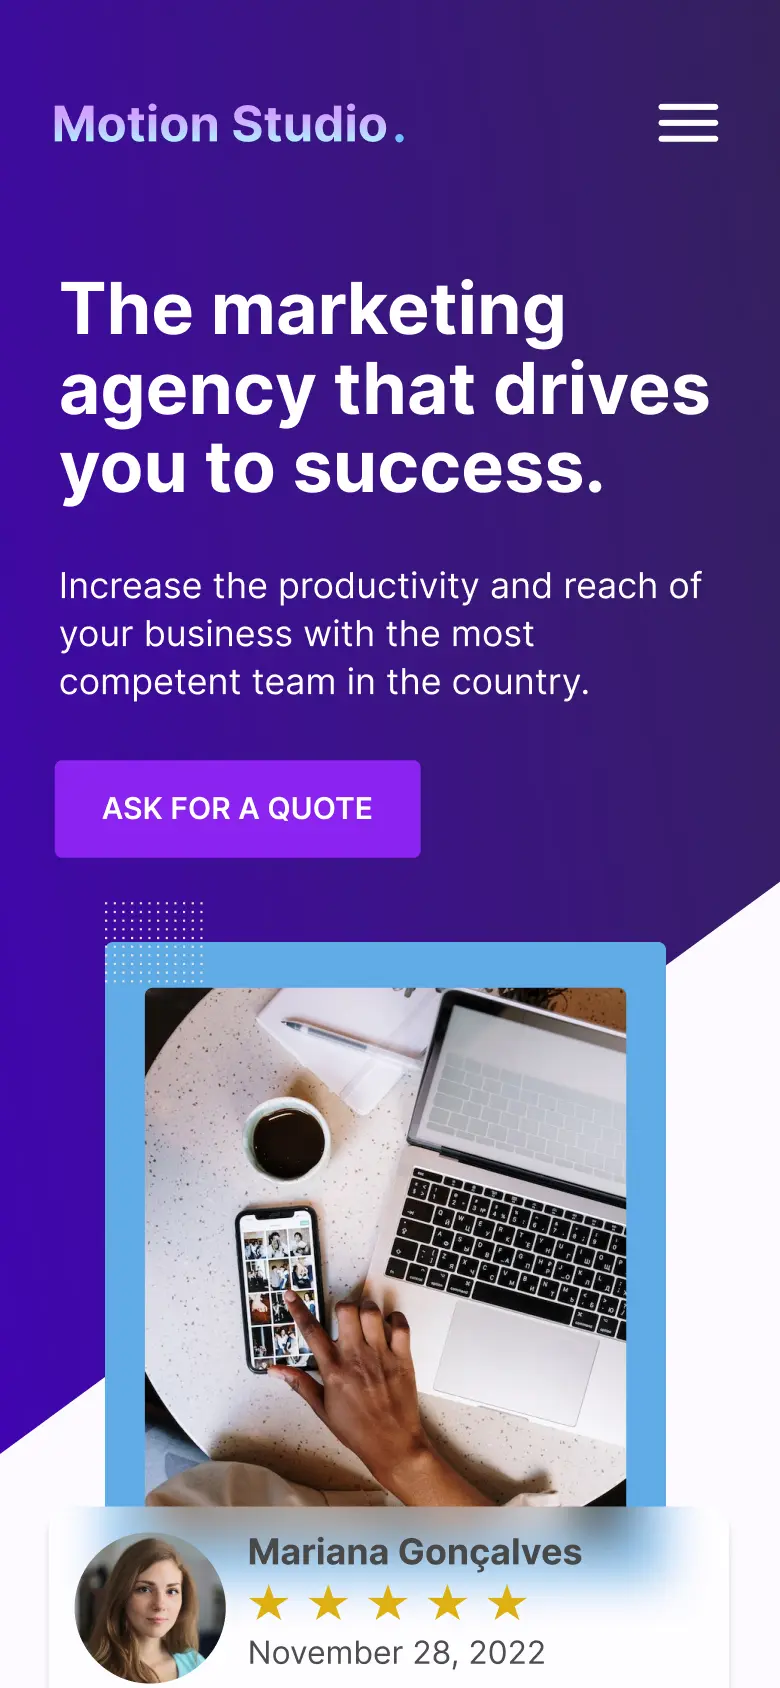 Motion Studio.
The marketing
agency that drives
you to success.
Increase the productivity and reach of
your business with the most
competent team in the country.
ASK FOR A QUOTE
Mariana Gonçalves
November 28, 2022